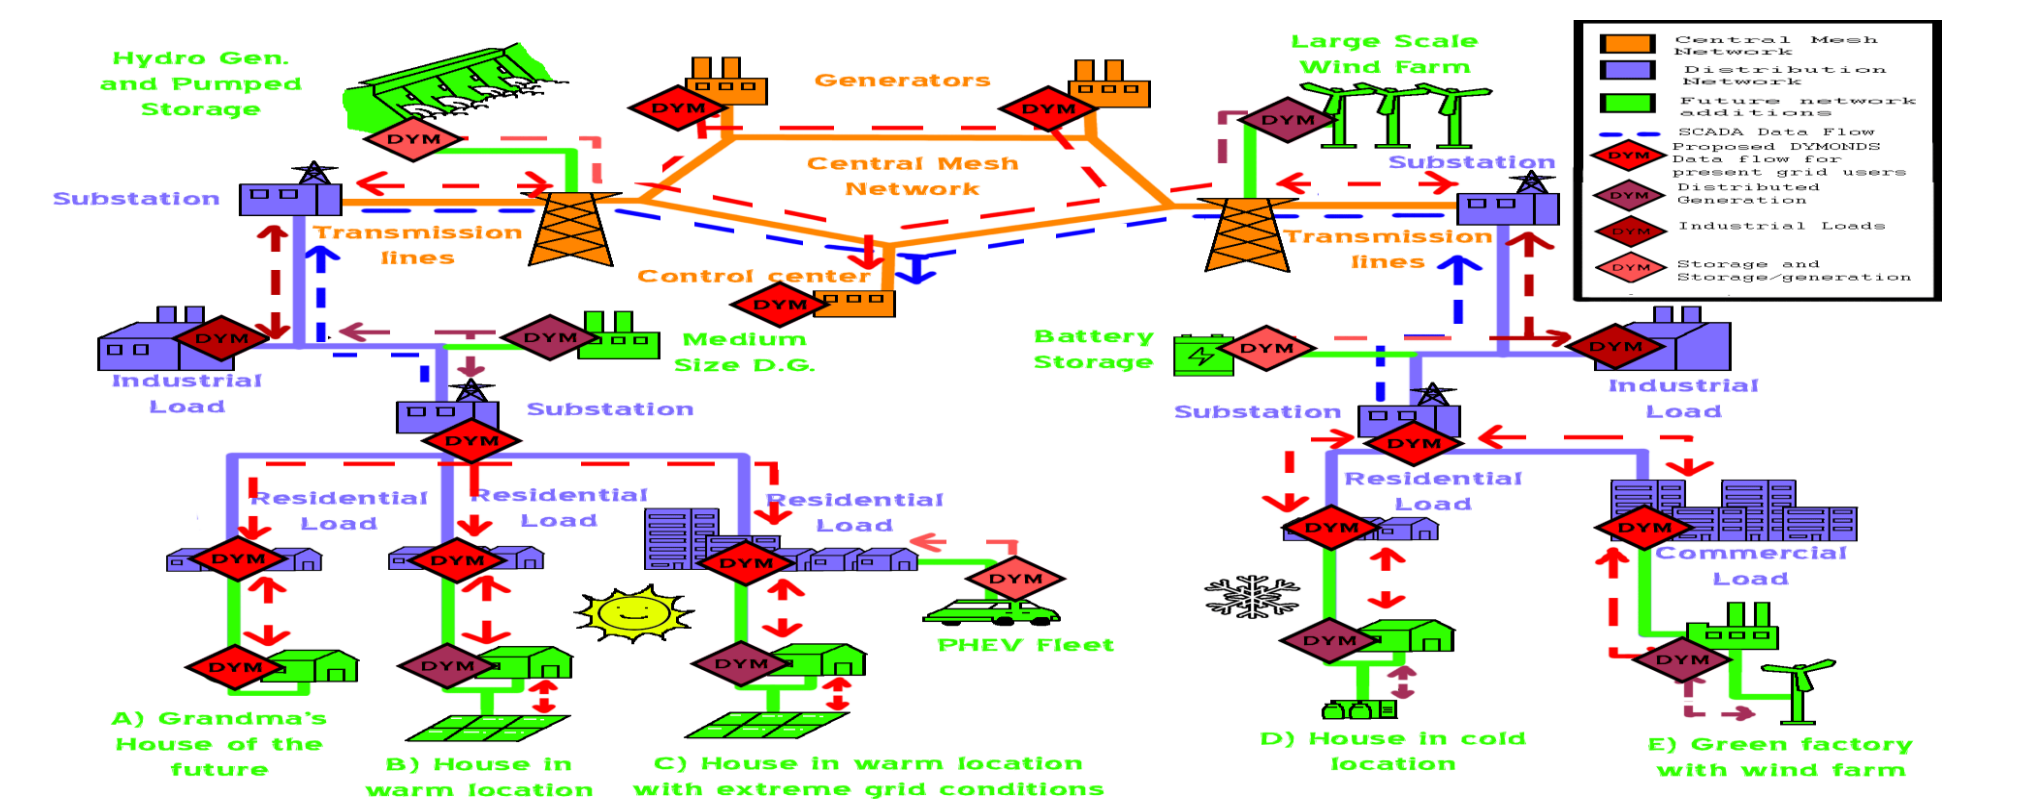 Hydro Gen.
and Pumped
Storage
DYM
DYM
Generators
DYM
Large Scale
Wind Farm
DYM
Central Mesh
Network
Distribution
Network
Future network
additions
SCADA Data Flow
DYM
Proposed DYMONDS
Data flow for
present grid users
DYM
Distributed
Generation
DYM
Industrial Loads
DYM
Storage and
Storage/generation
Substation
Central Mesh
Network
Substation
Transmission
lines
Control center
DYM
Transmission
lines
DYM
Industrial
Load
DYM
Medium
Size D.G.
Battery
Storage
DYM
DYM
Industrial
Load
Substation
DYM
Substation
DYM
Residential
Load
Residential
Load
Residential
Load
Residential
Load
DYM
DYM
DYM
DYM
PHEV Fleet
DYM
DYM
Commercial
Load
DYM
DYM
DYM
DYM
DYM
A) Grandma's
House of the
future
B) House in
warm location
C) House in warm location
with extreme grid conditions
D) House in cold
location
E) Green factory
with wind farm